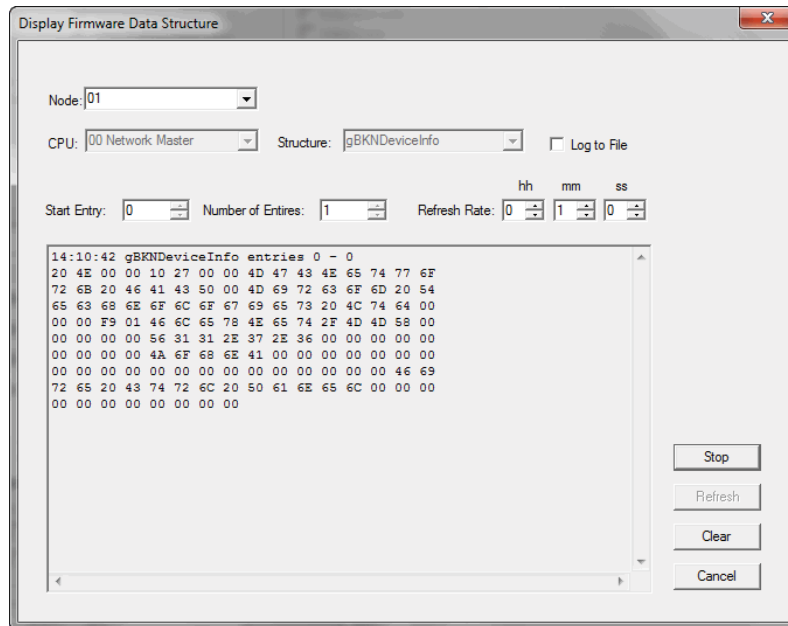 Display Firmware Data Structure
Node: 01
CPU: 00 Network Master Structure: gBKNDeviceInfo Log to File
hh mm ss
Start Entry: 0 Number of Entires: 1 Refresh Rate: 0 1 0
14:10:42 gBKNDeviceInfo entries 0 - 0
20 4E 00 00 10 27 00 00 4D 47 43 4E 65 74 77 6F
72 6B 20 46 41 43 50 00 4D 69 72 63 6F 6D 20 54
65 63 68 6E 6F 6C 6F 67 69 65 73 20 4C 74 64 00
00 00 F9 01 46 6C 65 78 4E 65 74 2F 4D 4D 58 00
00 00 00 00 56 31 31 2E 37 2E 36 00 00 00 00 00
00 00 00 00 4A 6F 68 6E 41 00 00 00 00 00 00 00
00 00 00 00 00 00 00 00 00 00 00 00 00 00 46 69
72 65 20 43 74 72 6C 20 50 61 6E 65 6C 00 00 00
00 00 00 00 00 00 00 00
Stop
Refresh
Clear
Cancel